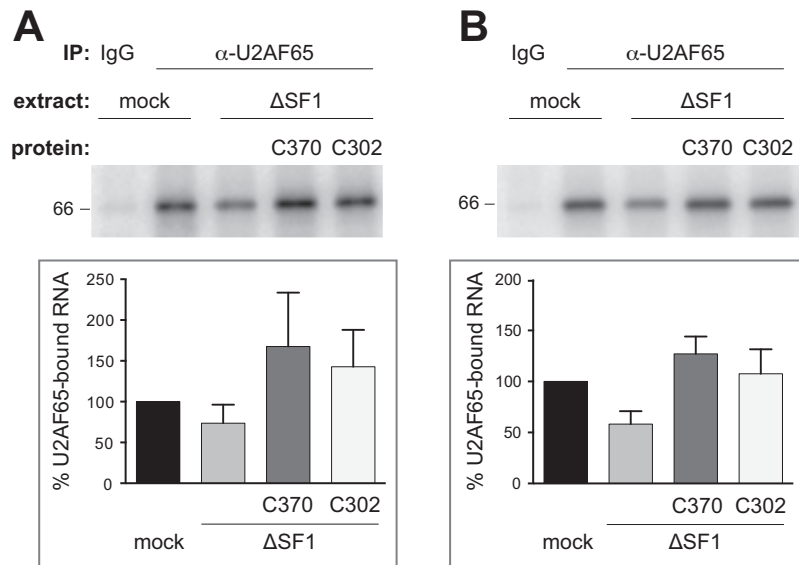 A
IP: IgG α-U2AF65
extract: mock ΔSF1
protein: C370 C302
66 –
% U2AF65-bound RNA
250
200
150
100
50
0
C370 C302
mock ΔSF1
B
IgG α-U2AF65
mock ΔSF1
C370 C302
66 –
% U2AF65-bound RNA
200
150
100
50
0
C370 C302
mock ΔSF1